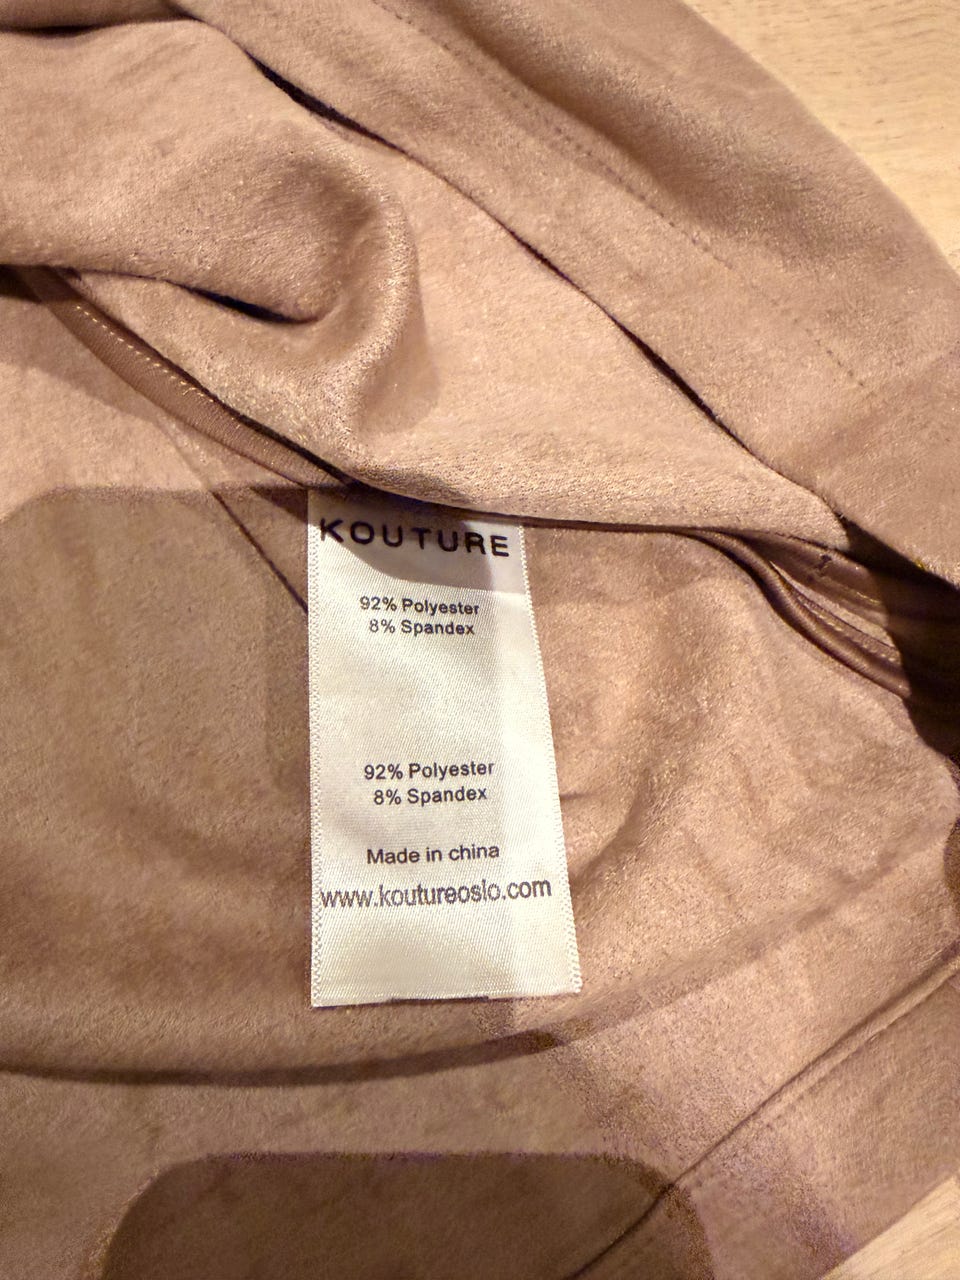 KOUTURE
92% Polyester
8% Spandex
92% Polyester
8% Spandex
Made in china
www.koutureoslo.com